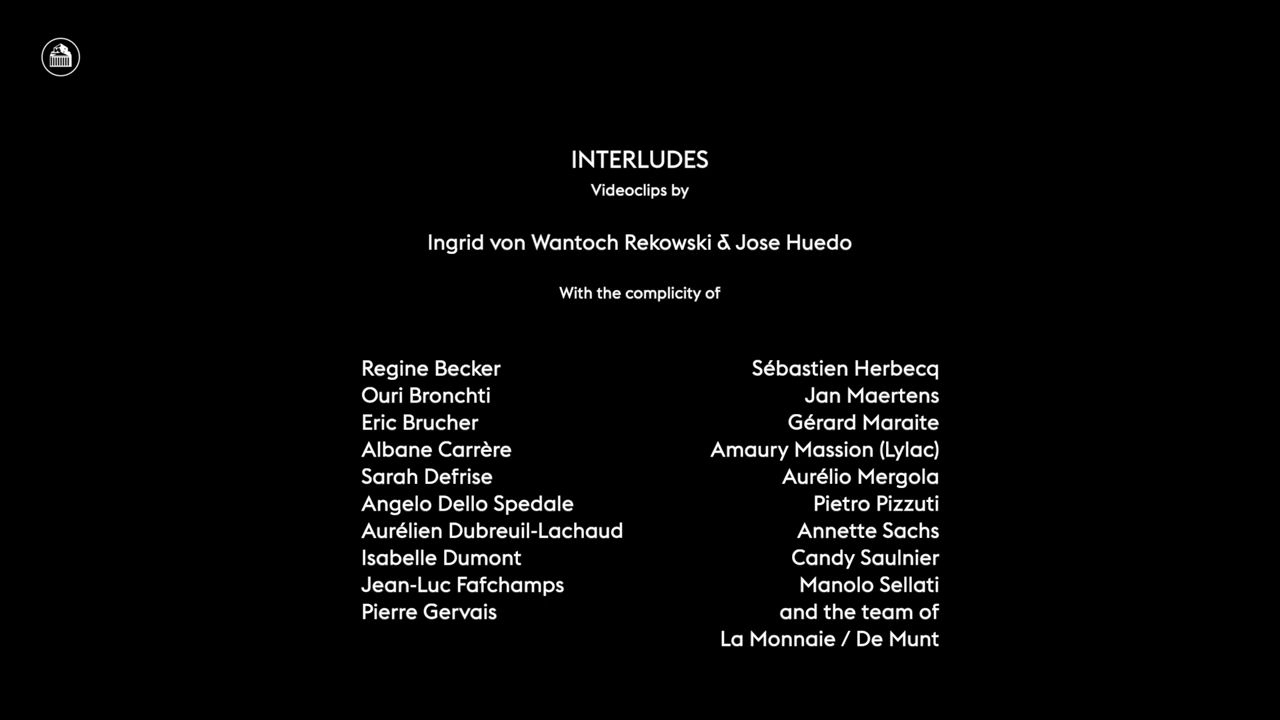 INTERLUDES
Videoclips by
Ingrid von Wantoch Rekowski & Jose Huedo
With the complicity of
Regine Becker
Ouri Bronchti
Eric Brucher
Albane Carrère
Sarah Defrise
Angelo Dello Spedale
Aurélien Dubreuil-Lachaud
Isabelle Dumont
Jean-Luc Fafchamps
Pierre Gervais
Sébastien Herbecq
Jan Maertens
Gérard Maraite
Amaury Massion (Lylac)
Aurélio Mergola
Pietro Pizzuti
Annette Sachs
Candy Saulnier
Manolo Sellati
and the team of
La Monnaie / De Munt